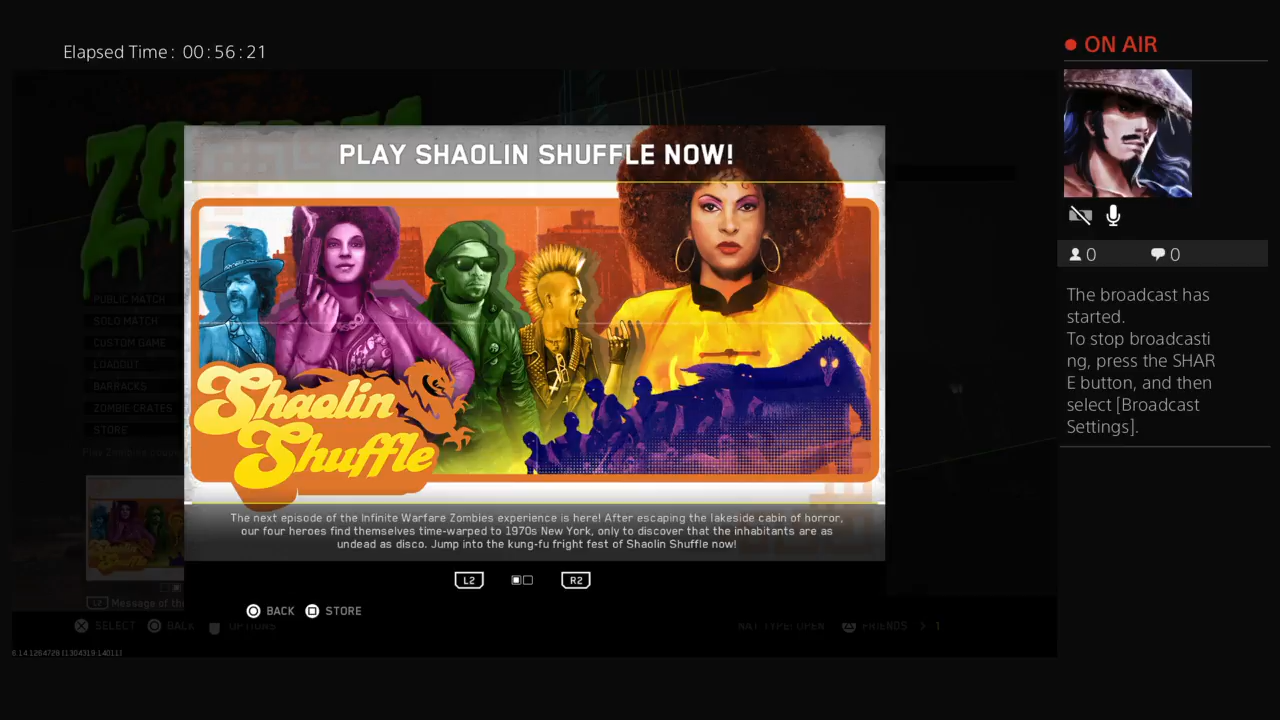 Elapsed Time: 00:56:21
ON AIR
PLAY SHAOLIN SHUFFLE NOW!
ZO
PUBLIC MATCH
SOLO MATCH
CUSTOM GAME
LOADOUT
BARRACKS
ZOMBIE CRATES
STORE
Shaolin
Shuffle
The next episode of the Infinite Warfare Zombies experience is here! After escaping the lakeside cabin of horror,
our four heroes find themselves time-warped to 1970s New York, only to discover that the inhabitants are as
undead as disco. Jump into the kung-fu fright fest of Shaolin Shuffle now!
L2
R2
L2 Message of the
BACK STORE
SELECT BACK OPTIONS
NAT TYPE: OPEN FRIENDS > 1
0 0
The broadcast has
started.
To stop broadcasti
ng, press the SHAR
E button, and then
select [Broadcast
Settings].